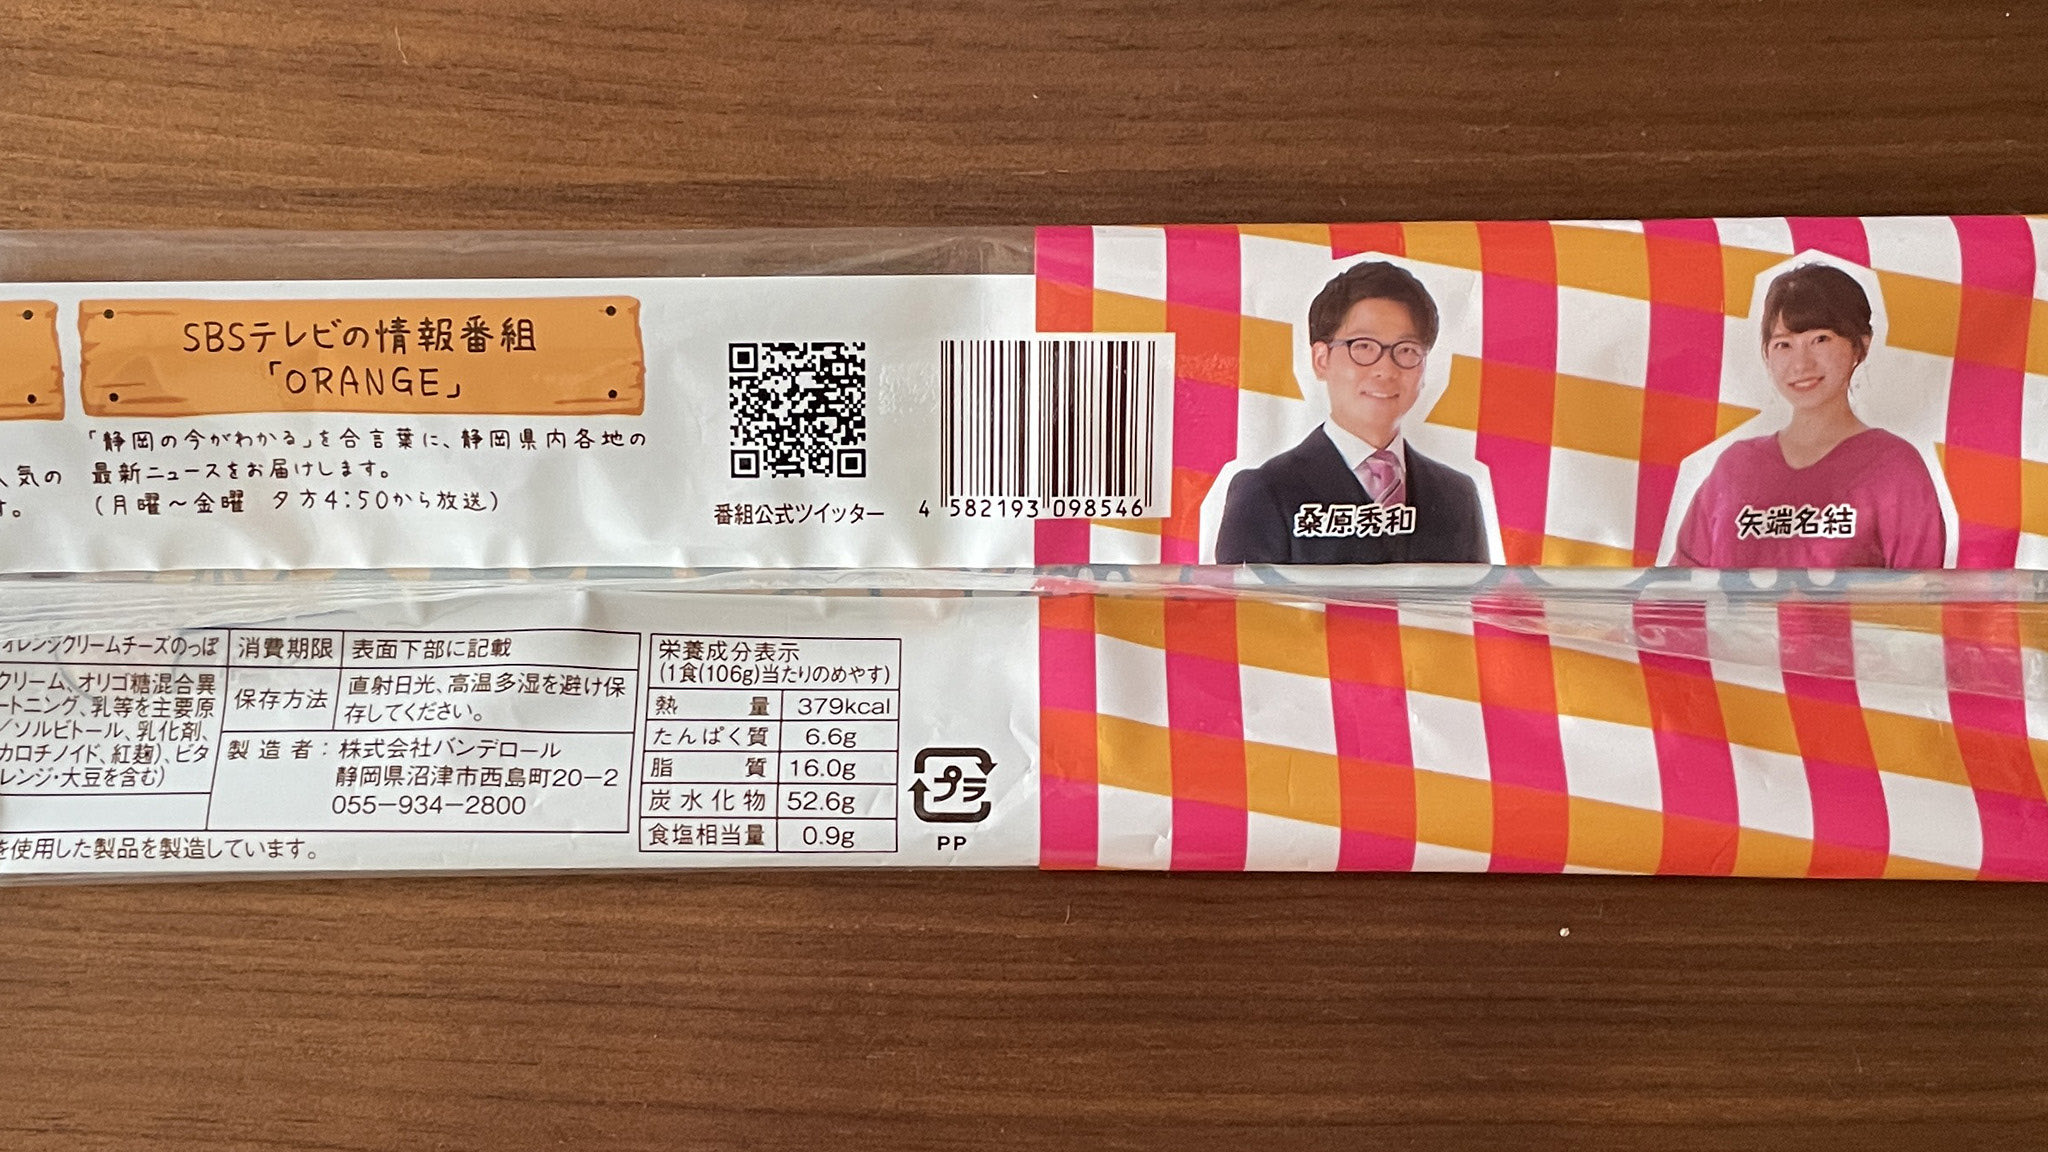 SBSテレビの情報番組
「ORANGE」
「静岡の今がわかる」を合言葉に、静岡県内各地の
最新ニュースをお届けします。
(月曜～金曜 夕方4:50から放送)
人気の
す。
番組公式ツイッター
4 582193 098546
桑原秀和
矢端名結
オレンジクリームチーズのっぽ
クリーム、オリゴ糖混合異
ートニング、乳等を主要原
/ソルビトール、乳化剤、
カロチノイド、紅麹)、ビタ
レンジ・大豆を含む)
消費期限 表面下部に記載
保存方法 直射日光、高温多湿を避け保
存してください。
製造者：株式会社バンデロール
静岡県沼津市西島町20−2
055−934−2800
を使用した製品を製造しています。
栄養成分表示
(1食(106g)当たりのめやす)
熱量 379kcal
たんぱく質 6.6g
脂質 16.0g
炭水化物 52.6g
食塩相当量 0.9g
プラ
PP